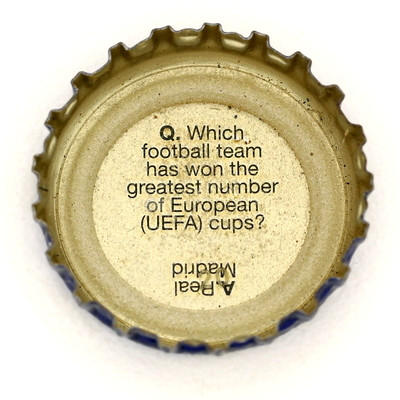 Q. Which
football team
has won the
greatest number
of European
(UEFA) cups?
A.Real
Madrid